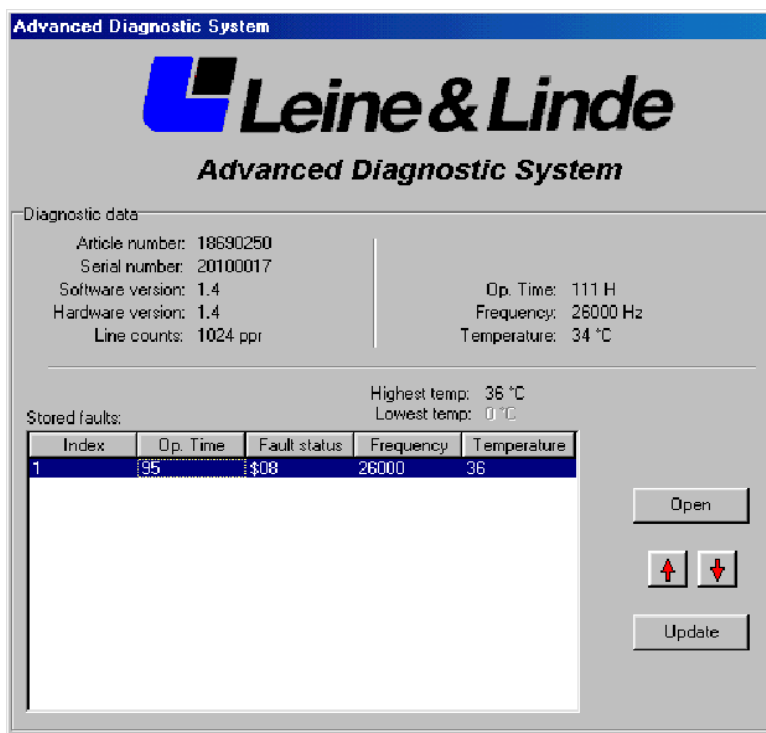 Advanced Diagnostic System
Leine & Linde
Advanced Diagnostic System
Diagnostic data
Article number: 18690250
Serial number: 20100017
Software version: 1.4
Hardware version: 1.4
Line counts: 1024 ppr
Op. Time: 111 H
Frequency: 26000 Hz
Temperature: 34 °C
Highest temp: 36 °C
Lowest temp: 0 °C
Stored faults:
Index Op. Time Fault status Frequency Temperature
1 95 $08 26000 36
Open
Update